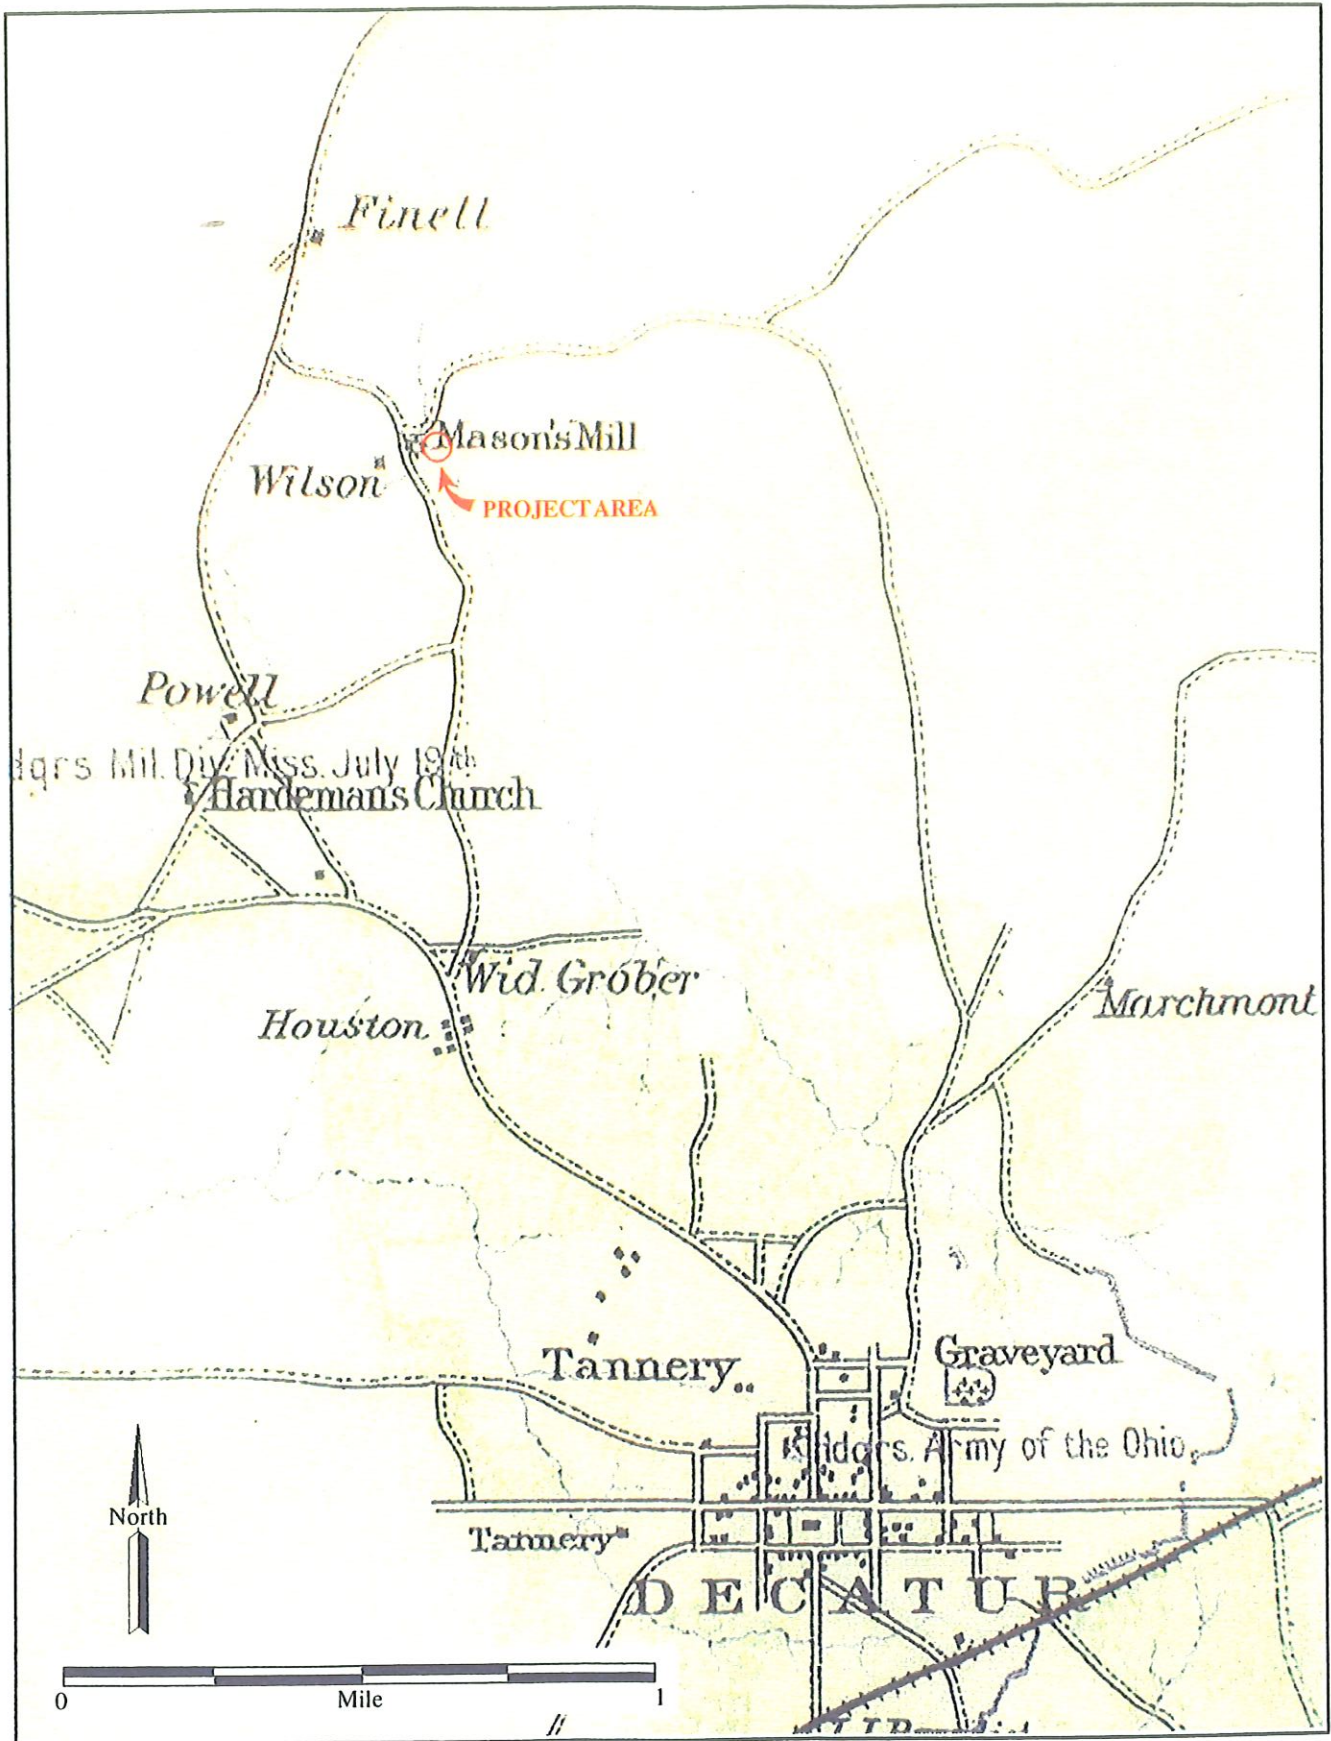 Finell
Mason's Mill
Wilson
PROJECT AREA
Powell
dqrs Mil. Div. Miss. July 19th
Hardeman's Church
Wid. Grober
Houston
Marchmont
Tannery
Graveyard
Hdqrs. Army of the Ohio
North
Tannery
DECATUR
0 Mile 1